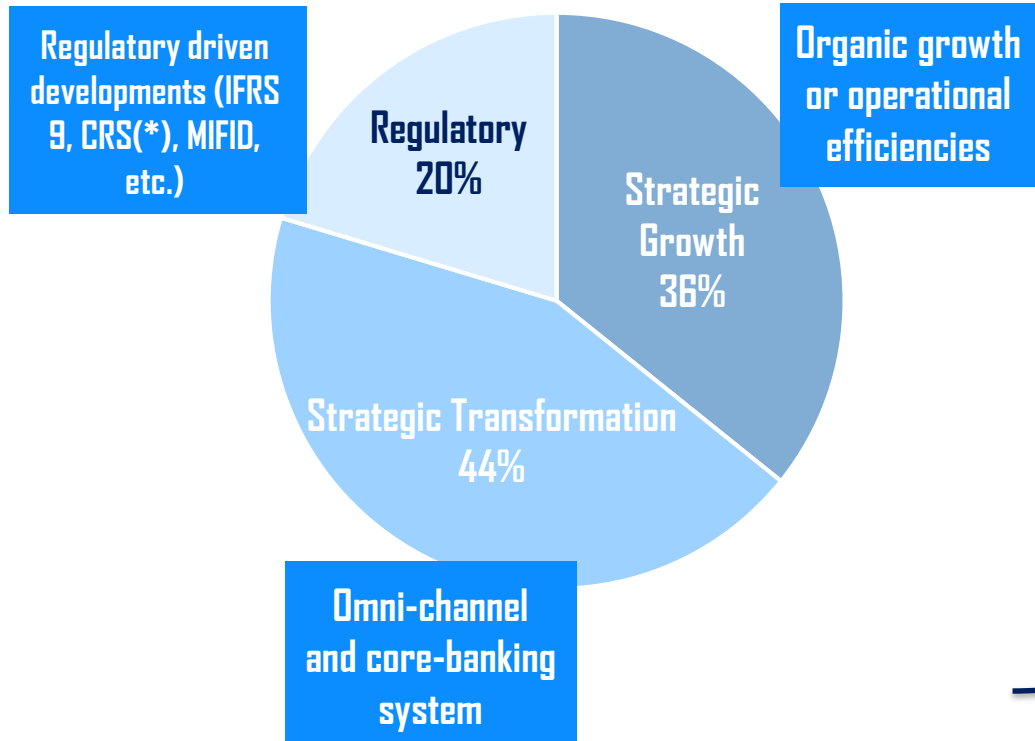 Regulatory driven
developments (IFRS
9, CRS(*), MIFID,
etc.)
Organic growth
or operational
efficiencies
Regulatory
20%
Strategic
Growth
36%
Strategic Transformation
44%
Omni-channel
and core-banking
system